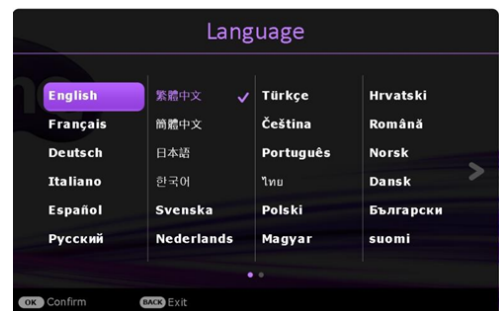 Language
English 繁體中文 Türkçe Hrvatski
Français 簡體中文 Čeština Română
Deutsch 日本語 Português Norsk
Italiano 한국어 ไทย Dansk
Español Svenska Polski Български
Русский Nederlands Magyar suomi
OK Confirm BACK Exit